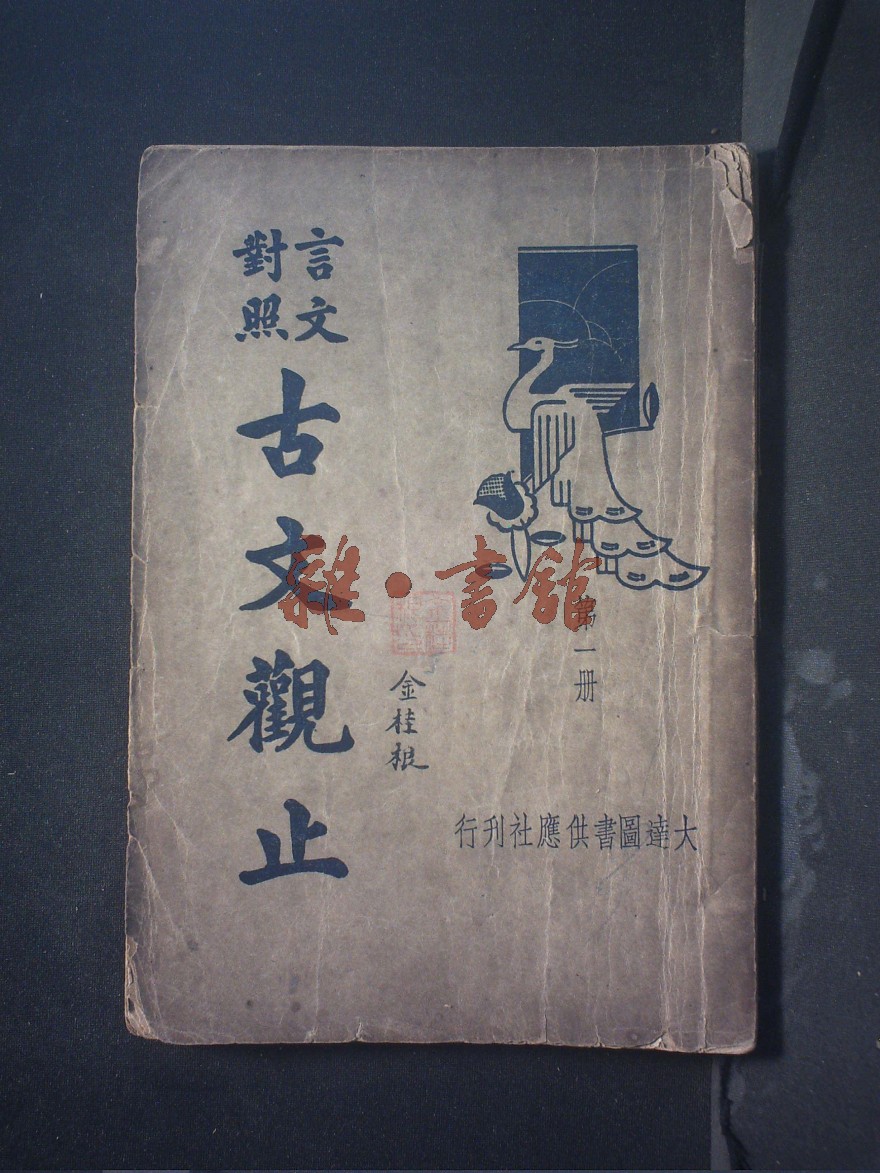 言文
對照
古文觀止
第一册
金桂根
大達圖書供應社刊行
雜·書館